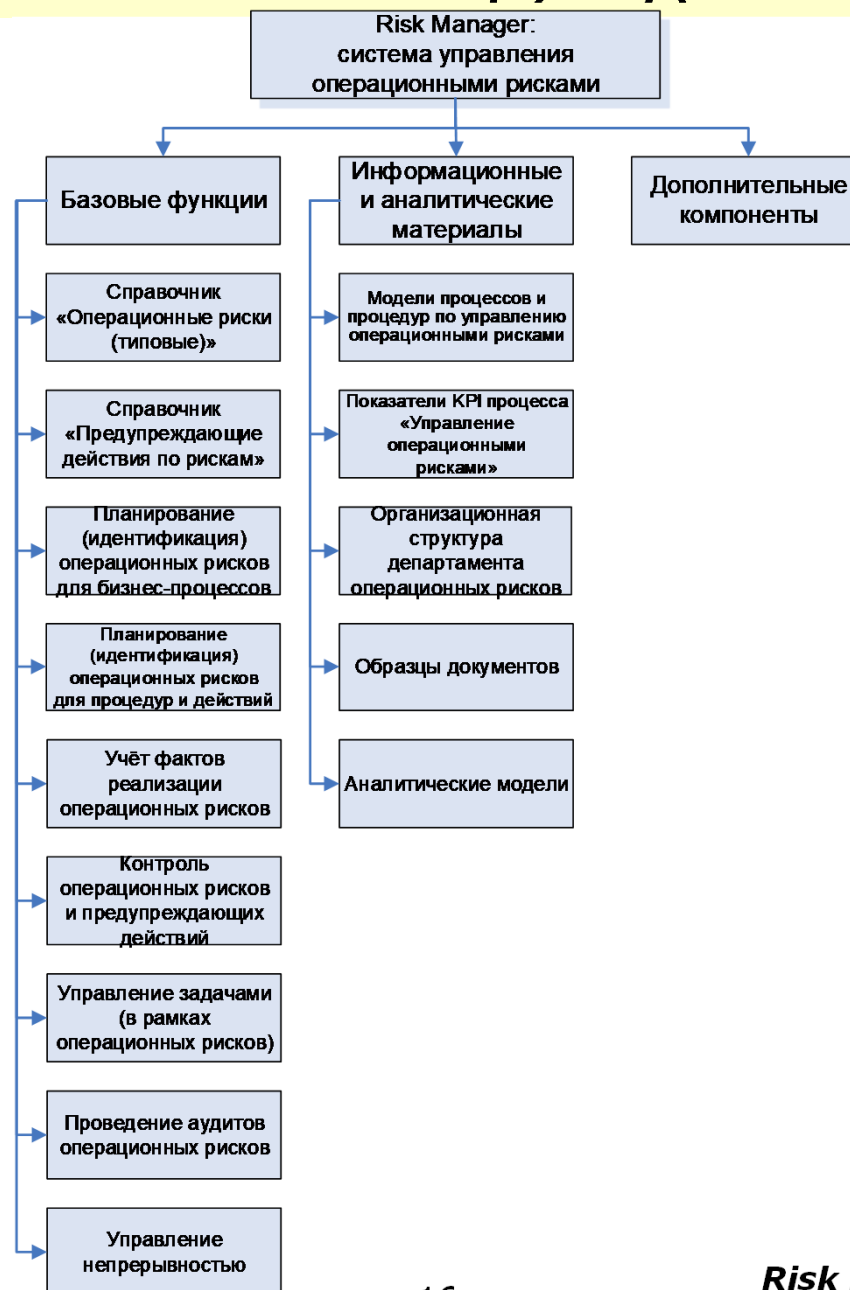 Risk Manager:
система управления
операционными рисками
Базовые функции
Информационные
и аналитические
материалы
Дополнительные
компоненты
Справочник
«Операционные риски
(типовые)»
Справочник
«Предупреждающие
действия по рискам»
Планирование
(идентификация)
операционных рисков
для бизнес-процессов
Планирование
(идентификация)
операционных рисков
для процедур и действий
Учёт фактов
реализации
операционных рисков
Контроль
операционных рисков
и предупреждающих
действий
Управление задачами
(в рамках
операционных рисков)
Проведение аудитов
операционных рисков
Управление
непрерывностью
Модели процессов и
процедур по управлению
операционными рисками
Показатели KPI процесса
«Управление
операционными
рисками»
Организационная
структура
департамента
операционных рисков
Образцы документов
Аналитические модели
Risk